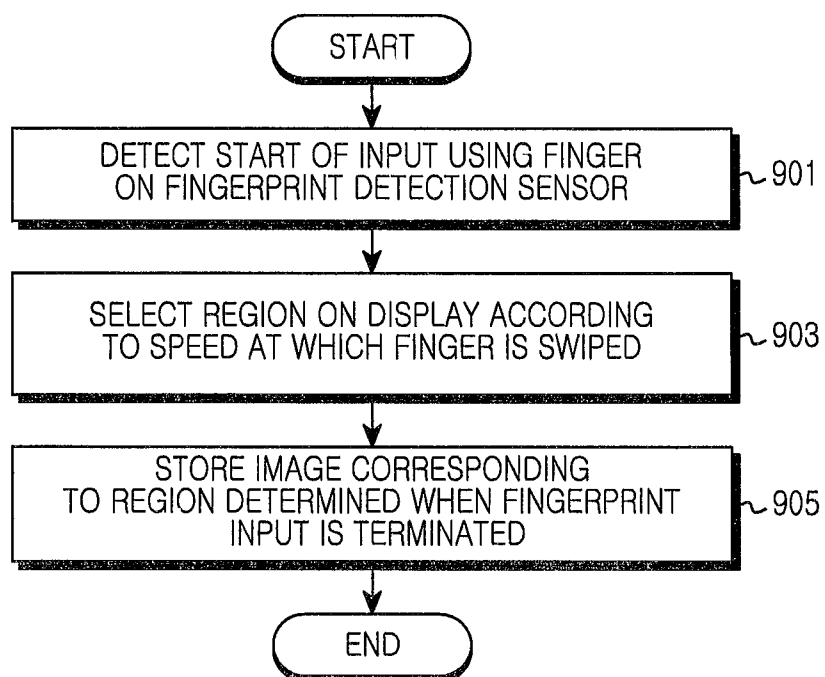 START
DETECT START OF INPUT USING FINGER
ON FINGERPRINT DETECTION SENSOR
901
SELECT REGION ON DISPLAY ACCORDING
TO SPEED AT WHICH FINGER IS SWIPED
903
STORE IMAGE CORRESPONDING
TO REGION DETERMINED WHEN FINGERPRINT
INPUT IS TERMINATED
905
END